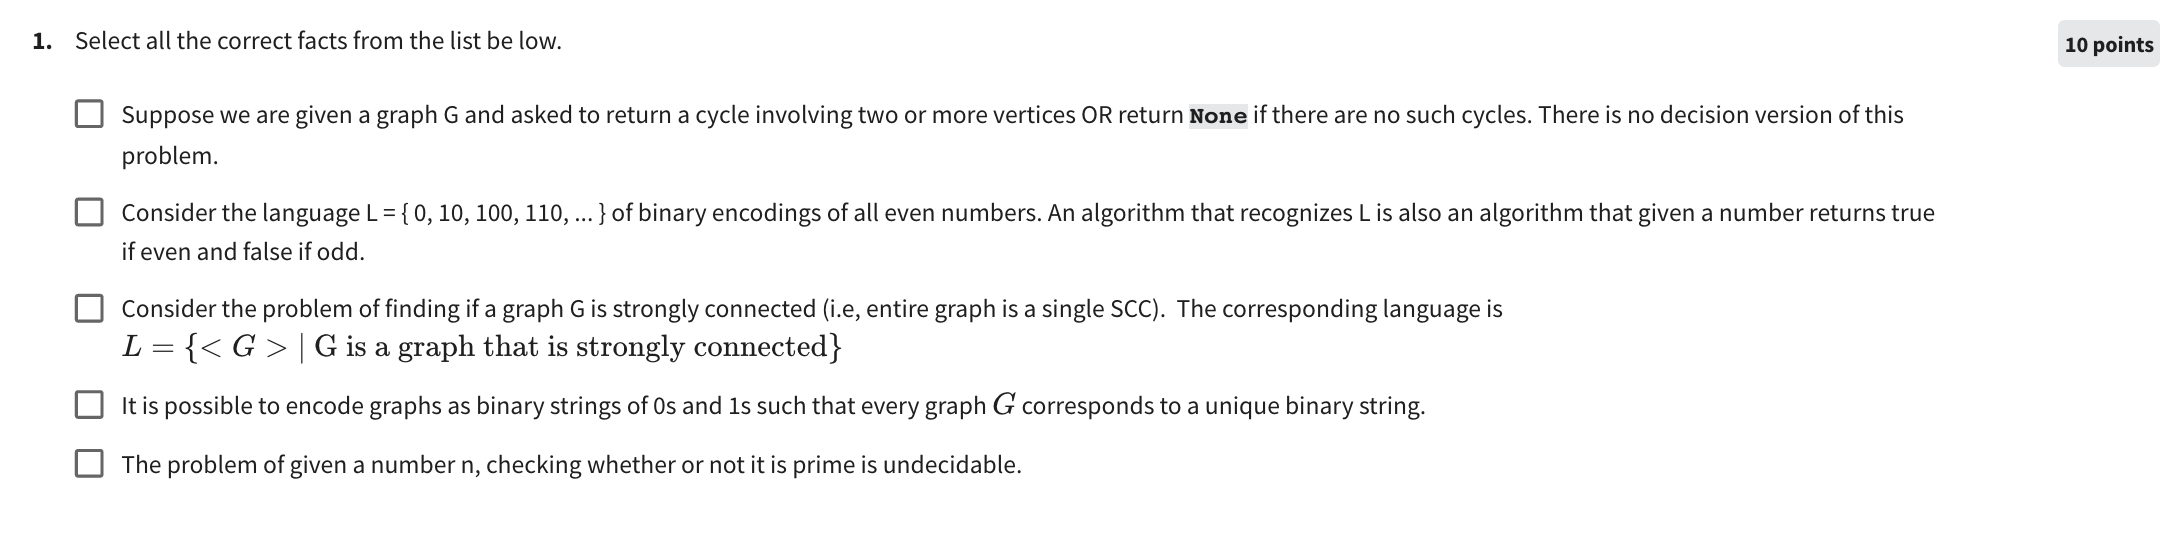 1. Select all the correct facts from the list be low.
10 points
Suppose we are given a graph G and asked to return a cycle involving two or more vertices OR return None if there are no such cycles. There is no decision version of this
problem.
Consider the language L = { 0, 10, 100, 110, ... } of binary encodings of all even numbers. An algorithm that recognizes L is also an algorithm that given a number returns true
if even and false if odd.
Consider the problem of finding if a graph G is strongly connected (i.e, entire graph is a single SCC). The corresponding language is
L = {< G > | G is a graph that is strongly connected}
It is possible to encode graphs as binary strings of 0s and 1s such that every graph G corresponds to a unique binary string.
The problem of given a number n, checking whether or not it is prime is undecidable.